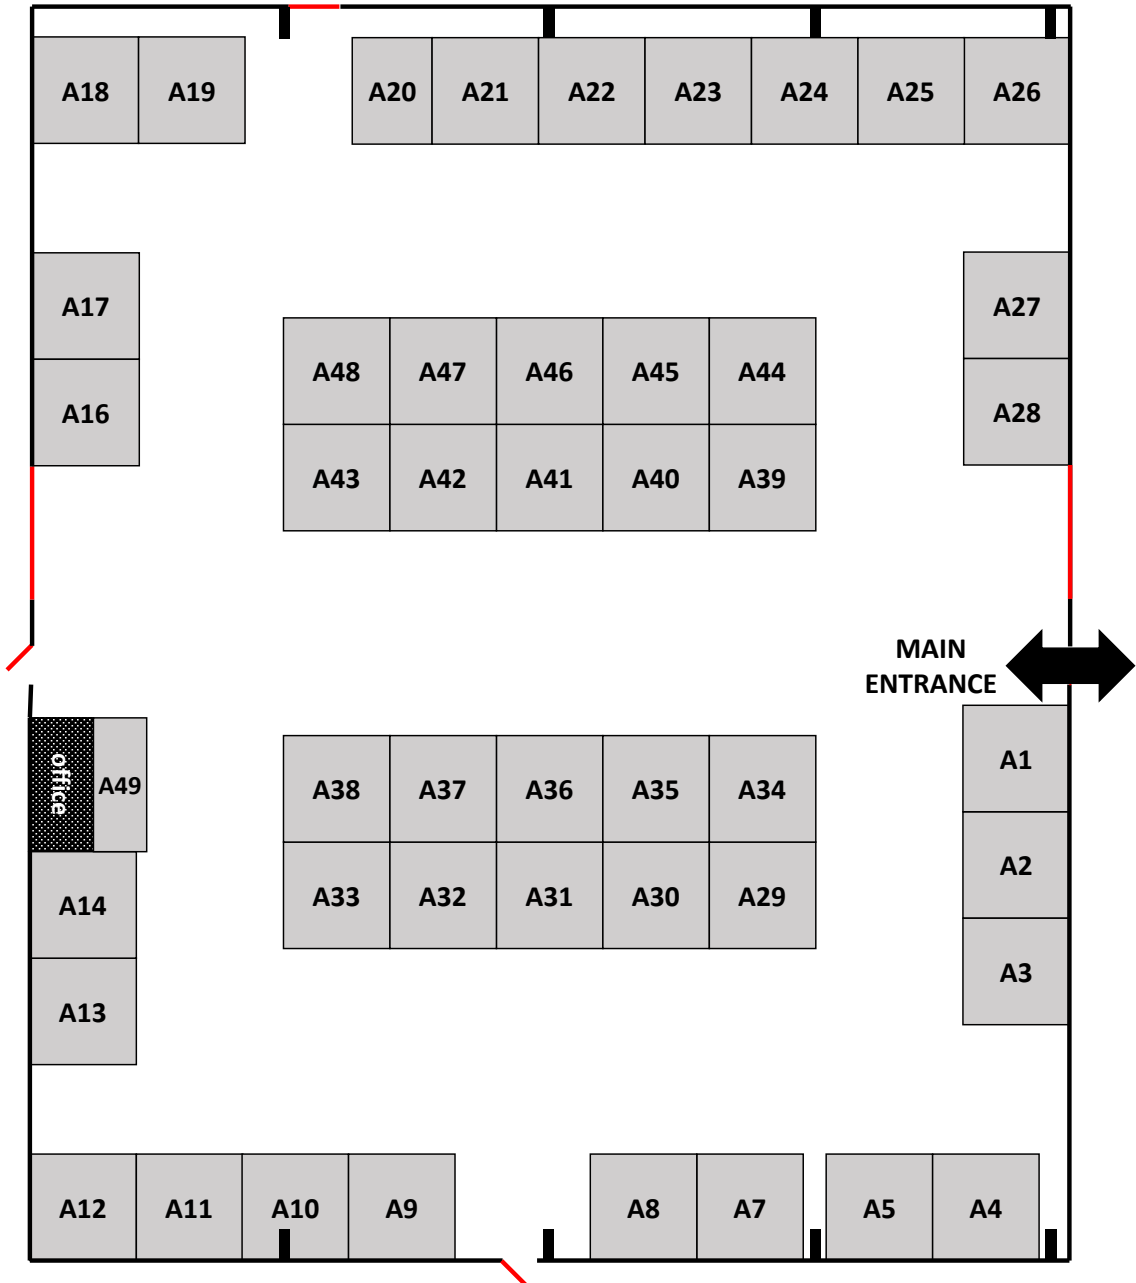 A18 A19 A20 A21 A22 A23 A24 A25 A26
A17 A27
A48 A47 A46 A45 A44
A16 A28
A43 A42 A41 A40 A39
MAIN
ENTRANCE
A1
office A49 A38 A37 A36 A35 A34
A2
A14 A33 A32 A31 A30 A29
A3
A13
A12 A11 A10 A9 A8 A7 A5 A4